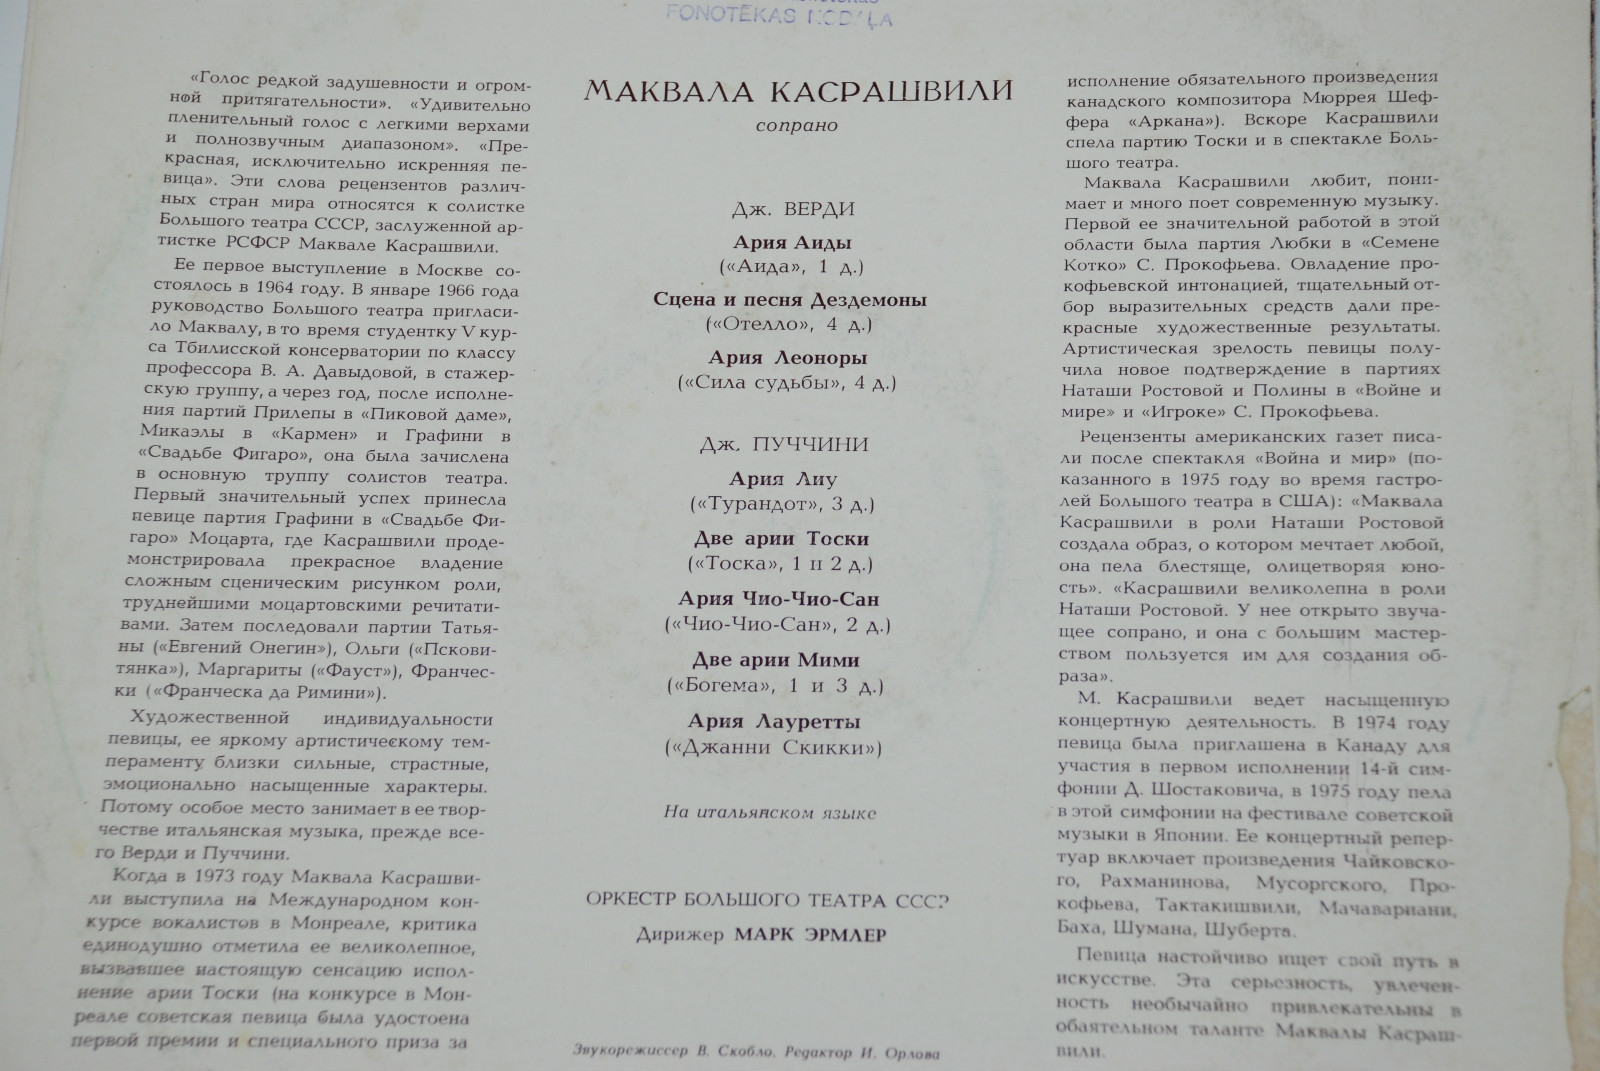 FONOTĒKAS NODAĻA
«Голос редкой задушевности и огром-
ной притягательности». «Удивительно
пленительный голос с легкими верхами
и полнозвучным диапазоном». «Пре-
красная, исключительно искренняя пе-
вица». Эти слова рецензентов различ-
ных стран мира относятся к солистке
Большого театра СССР, заслуженной ар-
тистке РСФСР Маквале Касрашвили.
Ее первое выступление в Москве со-
стоялось в 1964 году. В январе 1966 года
руководство Большого театра пригласи-
ло Маквалу, в то время студентку V кур-
са Тбилисской консерватории по классу
профессора В. А. Давыдовой, в стажер-
скую группу, а через год, после исполне-
ния партий Прилепы в «Пиковой даме»,
Микаэлы в «Кармен» и Графини в
«Свадьбе Фигаро», она была зачислена
в основную труппу солистов театра.
Первый значительный успех принесла
певице партия Графини в «Свадьбе Фи-
гаро» Моцарта, где Касрашвили проде-
монстрировала прекрасное владение
сложным сценическим рисунком роли,
труднейшими моцартовскими речитати-
вами. Затем последовали партии Татья-
ны («Евгений Онегин»), Ольги («Пскови-
тянка»), Маргариты («Фауст»), Франчес-
ки («Франческа да Римини»).
Художественной индивидуальности
певицы, ее яркому артистическому тем-
пераменту близки сильные, страстные,
эмоционально насыщенные характеры.
Потому особое место занимает в ее твор-
честве итальянская музыка, прежде все-
го Верди и Пуччини.
Когда в 1973 году Маквала Касрашви-
ли выступила на Международном кон-
курсе вокалистов в Монреале, критика
единодушно отметила ее великолепное,
вызвавшее настоящую сенсацию испол-
нение арии Тоски (на конкурсе в Мон-
реале советская певица была удостоена
первой премии и специального приза за
МАКВАЛА КАСРАШВИЛИ
сопрано
Дж. ВЕРДИ
Ария Аиды
(«Аида», 1 д.)
Сцена и песня Дездемоны
(«Отелло», 4 д.)
Ария Леоноры
(«Сила судьбы», 4 д.)
Дж. ПУЧЧИНИ
Ария Лиу
(«Турандот», 3 д.)
Две арии Тоски
(«Тоска», 1 и 2 д.)
Ария Чио-Чио-Сан
(«Чио-Чио-Сан», 2 д.)
Две арии Мими
(«Богема», 1 и 3 д.)
Ария Лауретты
(«Джанни Скикки»)
На итальянском языке
ОРКЕСТР БОЛЬШОГО ТЕАТРА СССР
Дирижер МАРК ЭРМЛЕР
Звукорежиссер В. Скобло. Редактор И. Орлова
исполнение обязательного произведения
канадского композитора Мюррея Шеф-
фера «Аркана»). Вскоре Касрашвили
спела партию Тоски и в спектакле Боль-
шого театра.
Маквала Касрашвили любит, пони-
мает и много поет современную музыку.
Первой ее значительной работой в этой
области была партия Любки в «Семене
Котко» С. Прокофьева. Овладение про-
кофьевской интонацией, тщательный от-
бор выразительных средств дали пре-
красные художественные результаты.
Артистическая зрелость певицы полу-
чила новое подтверждение в партиях
Наташи Ростовой и Полины в «Войне и
мире» и «Игроке» С. Прокофьева.
Рецензенты американских газет писа-
ли после спектакля «Война и мир» (по-
казанного в 1975 году во время гастро-
лей Большого театра в США): «Маквала
Касрашвили в роли Наташи Ростовой
создала образ, о котором мечтает любой,
она пела блестяще, олицетворяя юно-
сть». «Касрашвили великолепна в роли
Наташи Ростовой. У нее открыто звуча-
щее сопрано, и она с большим мастер-
ством пользуется им для создания об-
раза».
М. Касрашвили ведет насыщенную
концертную деятельность. В 1974 году
певица была приглашена в Канаду для
участия в первом исполнении 14-й сим-
фонии Д. Шостаковича, в 1975 году пела
в этой симфонии на фестивале советской
музыки в Японии. Ее концертный репер-
туар включает произведения Чайковско-
го, Рахманинова, Мусоргского, Про-
кофьева, Тактакишвили, Мачавариани,
Баха, Шумана, Шуберта.
Певица настойчиво ищет свой путь в
искусстве. Эта серьезность, увлечен-
ность необычайно привлекательны в
обаятельном таланте Маквалы Касраш-
вили.